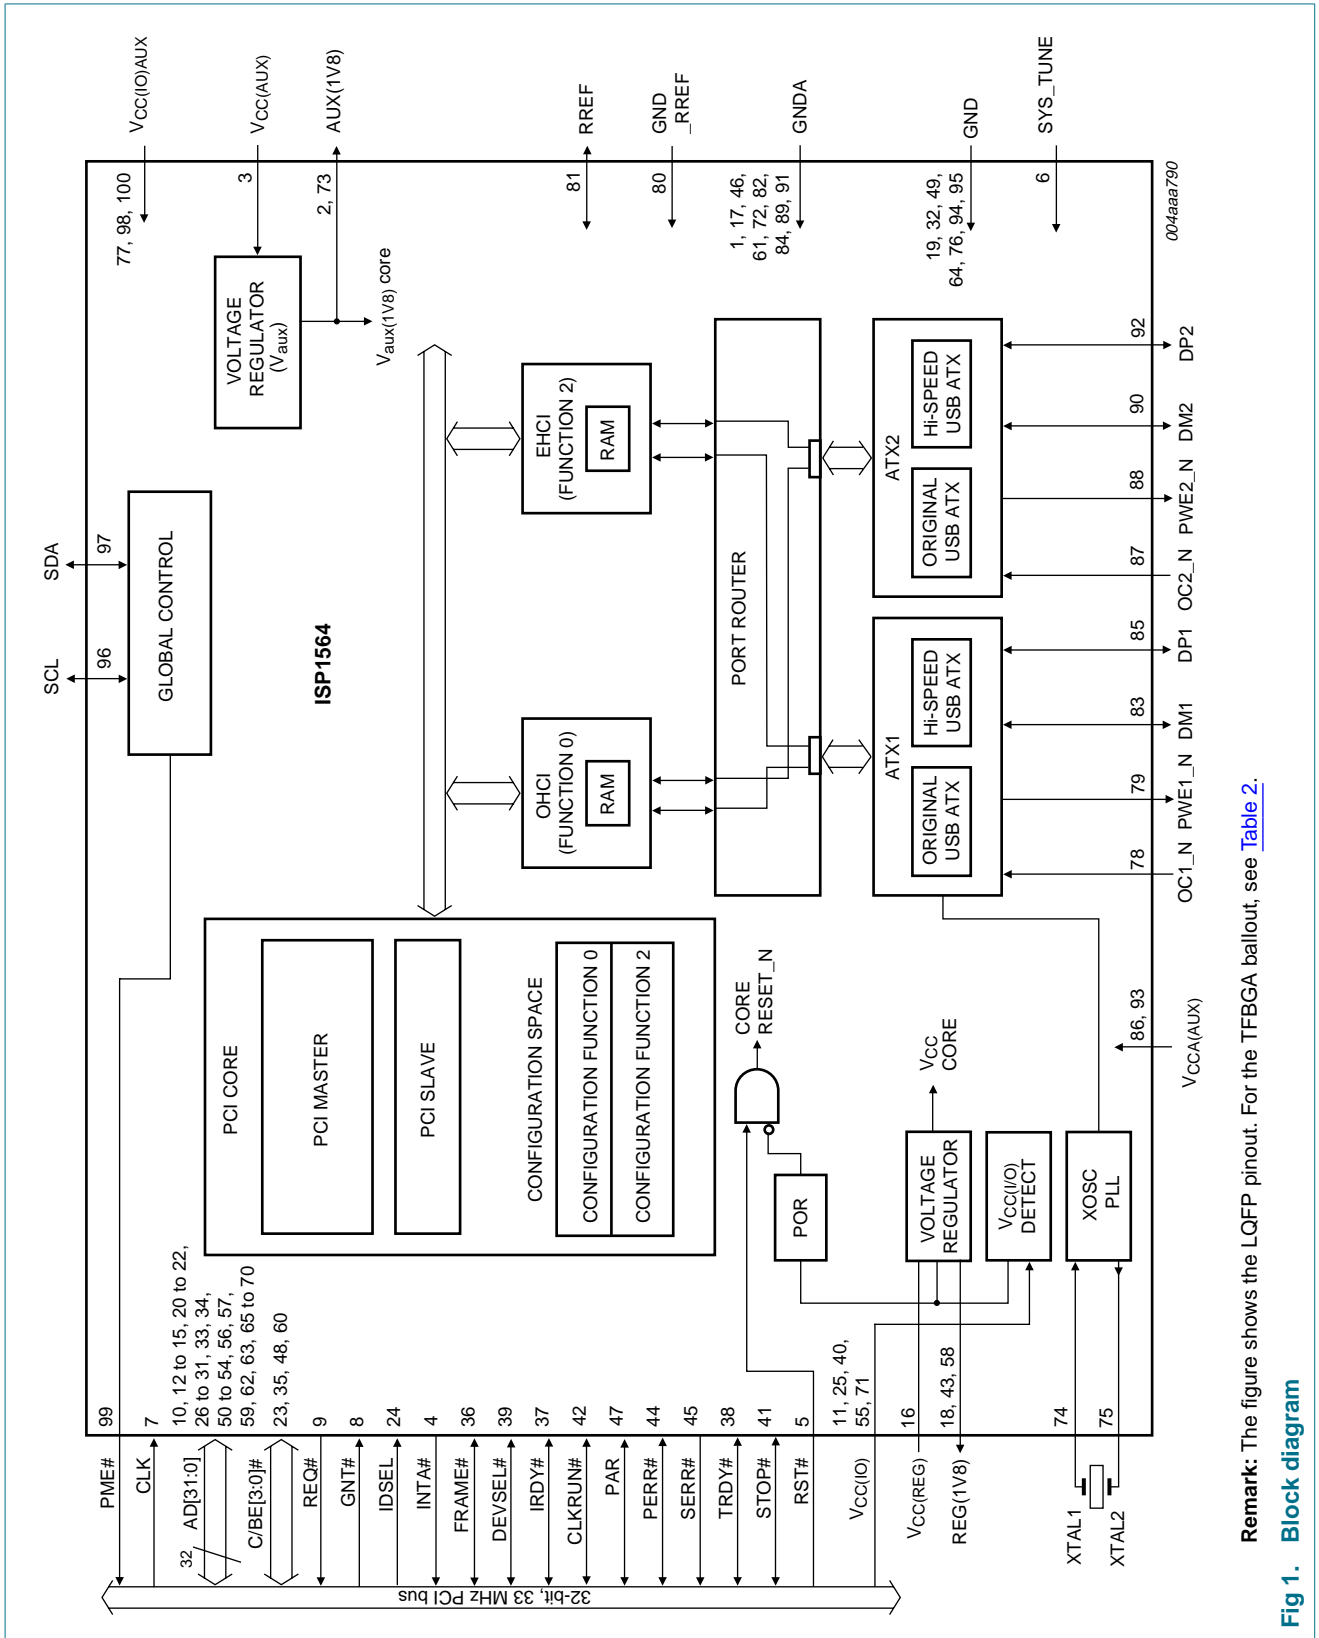 32-bit, 33 MHz PCI bus
PME#
99
CLK
7
32
AD[31:0]
10, 12 to 15, 20 to 22,
26 to 31, 33, 34,
50 to 54, 56, 57,
59, 62, 63, 65 to 70
C/BE[3:0]#
23, 35, 48, 60
REQ#
9
GNT#
8
IDSEL
24
INTA#
4
FRAME#
36
DEVSEL#
39
IRDY#
37
CLKRUN#
42
PAR
47
PERR#
44
SERR#
45
TRDY#
38
STOP#
41
RST#
5
VCC(IO)
11, 25, 40,
55, 71
VCC(REG)
16
REG(1V8)
18, 43, 58
XTAL1
74
XTAL2
75
PCI CORE
PCI MASTER
PCI SLAVE
CONFIGURATION SPACE
CONFIGURATION FUNCTION 0
CONFIGURATION FUNCTION 2
CORE
RESET_N
POR
VOLTAGE
REGULATOR
VCC
CORE
VCC(I/O)
DETECT
XOSC
PLL
86, 93
VCCA(AUX)
SCL
96
SDA
97
GLOBAL CONTROL
ISP1564
OHCI
(FUNCTION 0)
RAM
EHCI
(FUNCTION 2)
RAM
PORT ROUTER
ATX1
ORIGINAL
USB ATX
Hi-SPEED
USB ATX
ATX2
ORIGINAL
USB ATX
Hi-SPEED
USB ATX
78
79
83
85
87
88
90
92
OC1_N
PWE1_N
DM1
DP1
OC2_N
PWE2_N
DM2
DP2
VOLTAGE
REGULATOR
(Vaux)
Vaux(1V8) core
77, 98, 100
VCC(IO)AUX
3
VCC(AUX)
2, 73
AUX(1V8)
81
RREF
80
GND
_RREF
1, 17, 46,
61, 72, 82,
84, 89, 91
GNDA
19, 32, 49,
64, 76, 94, 95
GND
6
SYS_TUNE
004aaa790
Remark: The figure shows the LQFP pinout. For the TFBGA ballout, see Table 2.
Fig 1. Block diagram